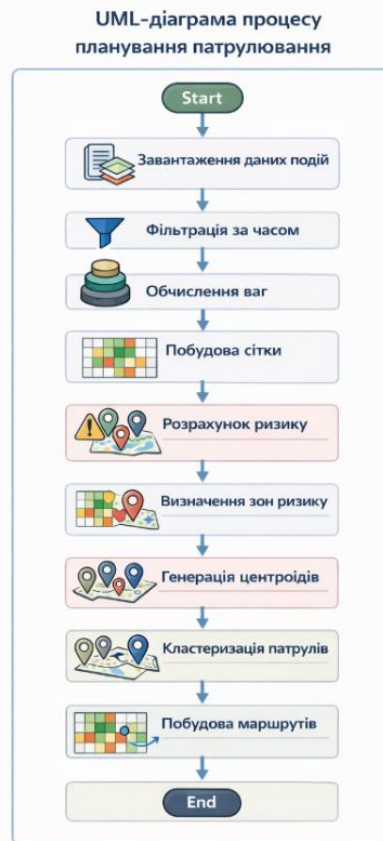 UML-діаграма процесу
планування патрулювання
Start
Завантаження даних подій
Фільтрація за часом
Обчислення ваг
Побудова сітки
Розрахунок ризику
Визначення зон ризику
Генерація центроїдів
Кластеризація патрулів
Побудова маршрутів
End